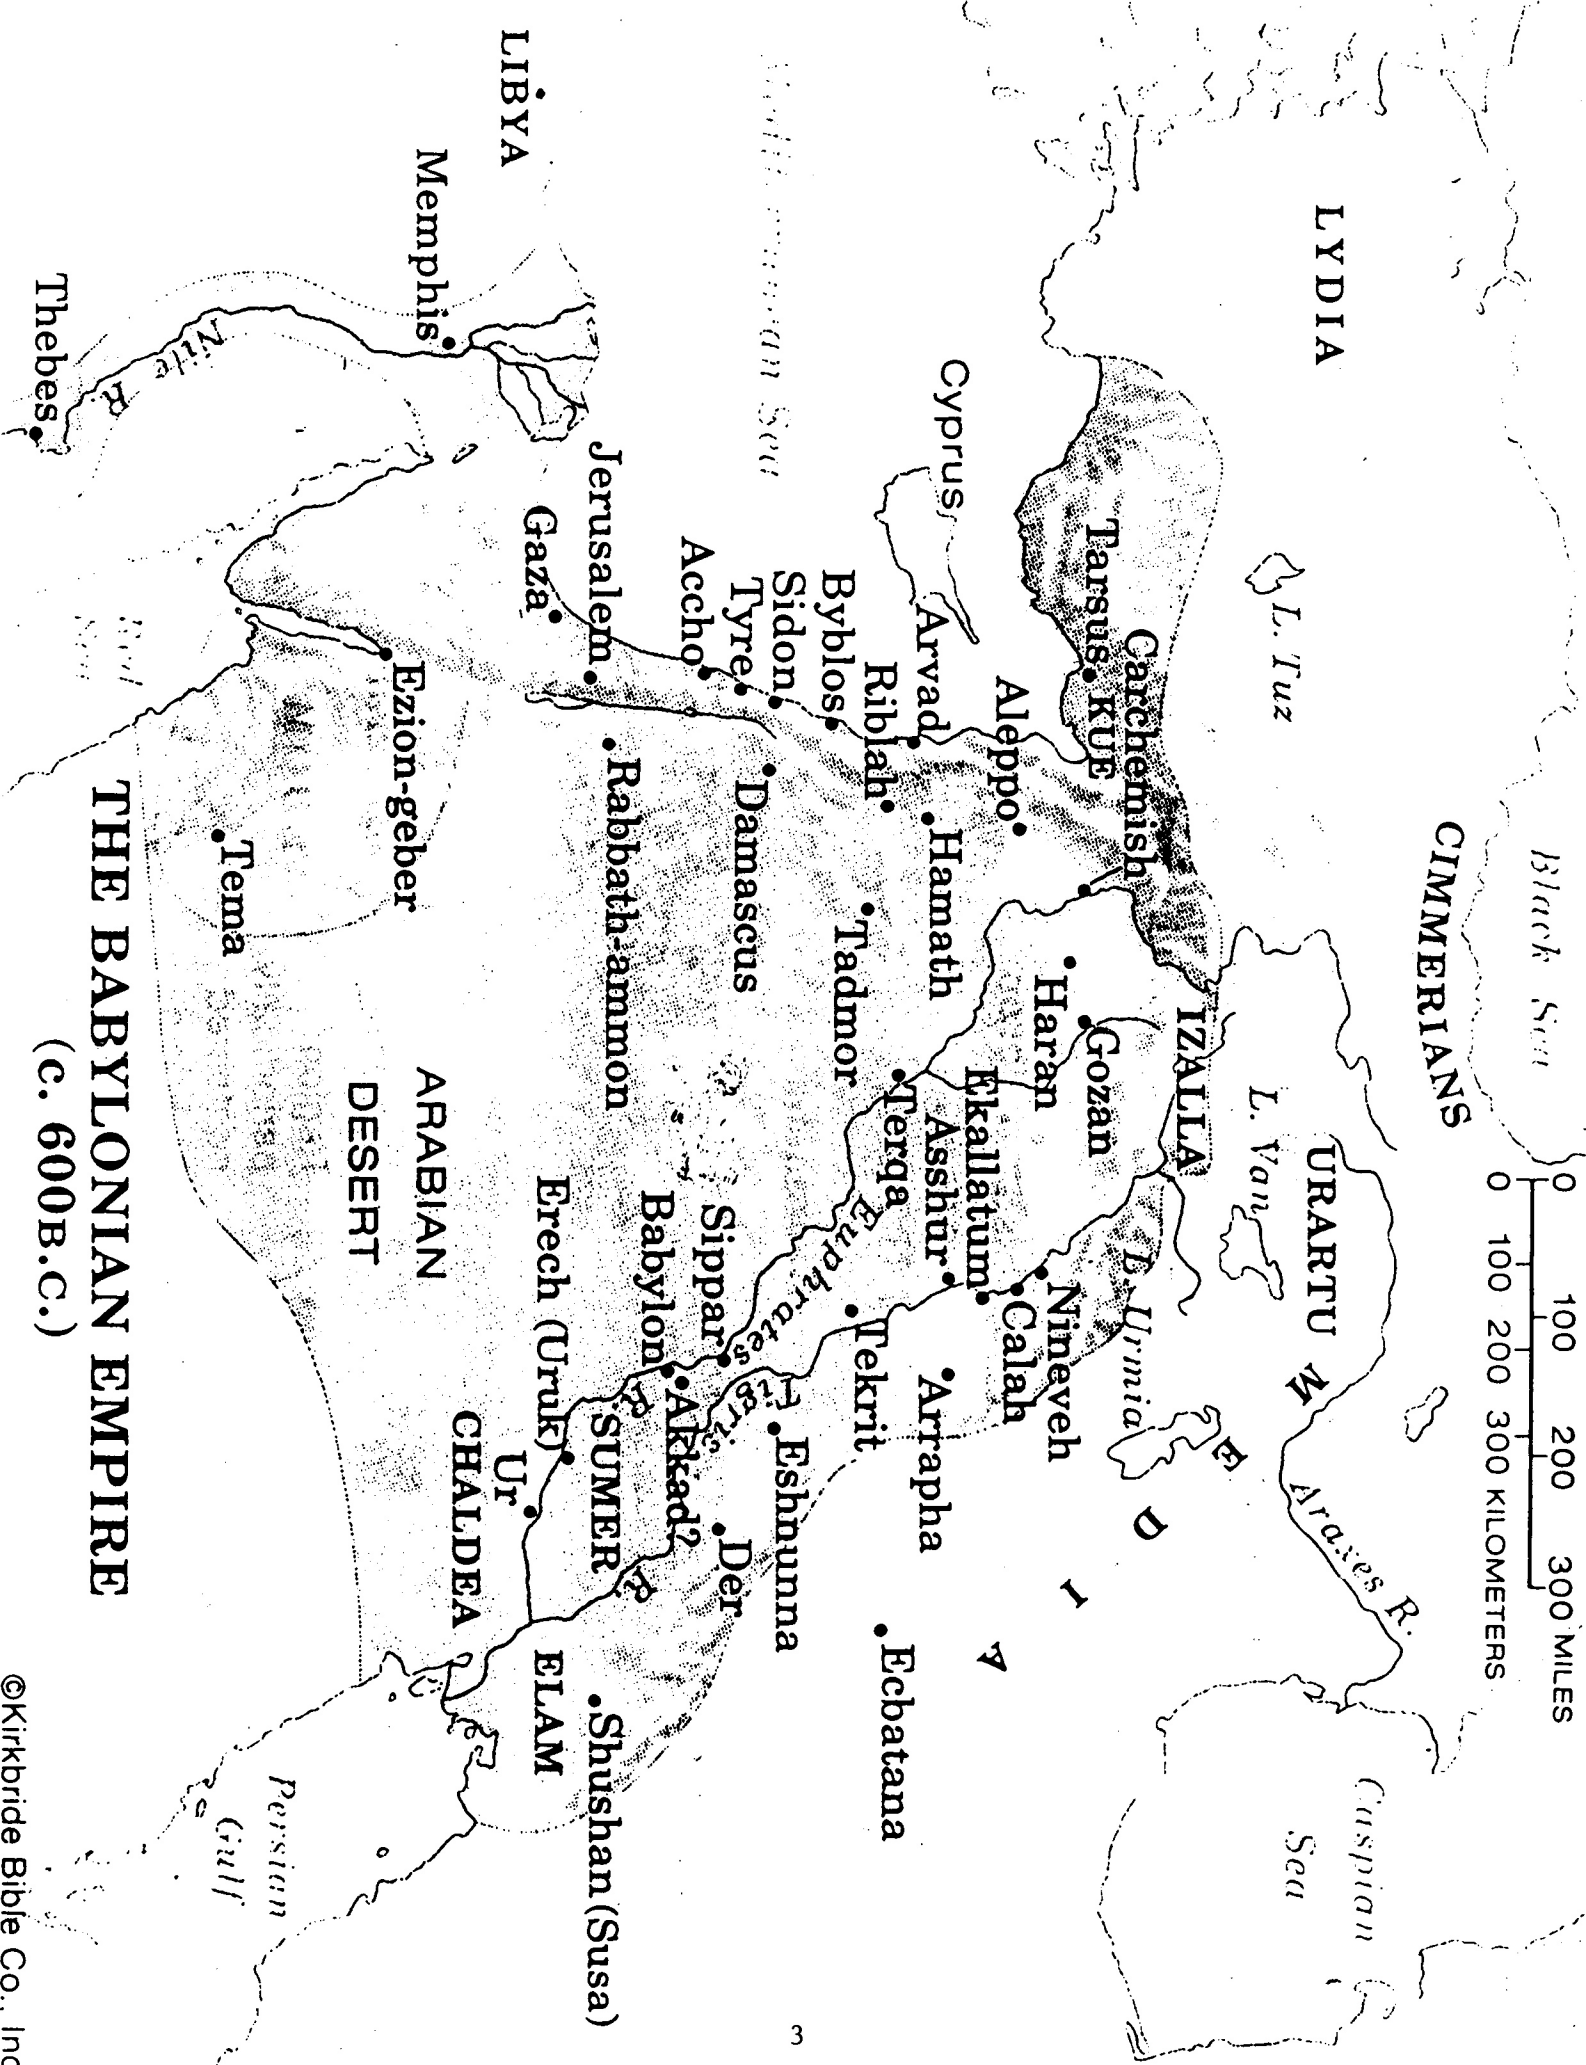 Black Sea
CIMMERIANS
0 100 200 300 MILES
0 100 200 300 KILOMETERS
Caspian
Sea
LYDIA
L. Tuz
URARTU
L. Van
Araxes R.
MEDIA
L. Urmia
IZALLA
Carchemish
Tarsus
KUE
Gozan
Haran
Nineveh
Calah
Aleppo
Ekallatum
Asshur
Arrapha
Cyprus
Arvad
Hamath
Riblah
Tadmor
Terqa
Tekrit
Ecbatana
Byblos
Sidon
Tyre
Accho
Damascus
Euphrates R.
Tigris R.
Sippar
Eshnunna
Der
Babylon
Akkad?
Mediterranean Sea
Jerusalem
Rabbath-ammon
SUMER
Shushan (Susa)
Gaza
Erech (Uruk)
Ur
ELAM
CHALDEA
LIBYA
Memphis
Ezion-geber
ARABIAN
DESERT
Nile R.
Tema
Red
Sea
Persian
Gulf
Thebes
THE BABYLONIAN EMPIRE
(c. 600B.C.)
©Kirkbride Bible Co., Inc
3